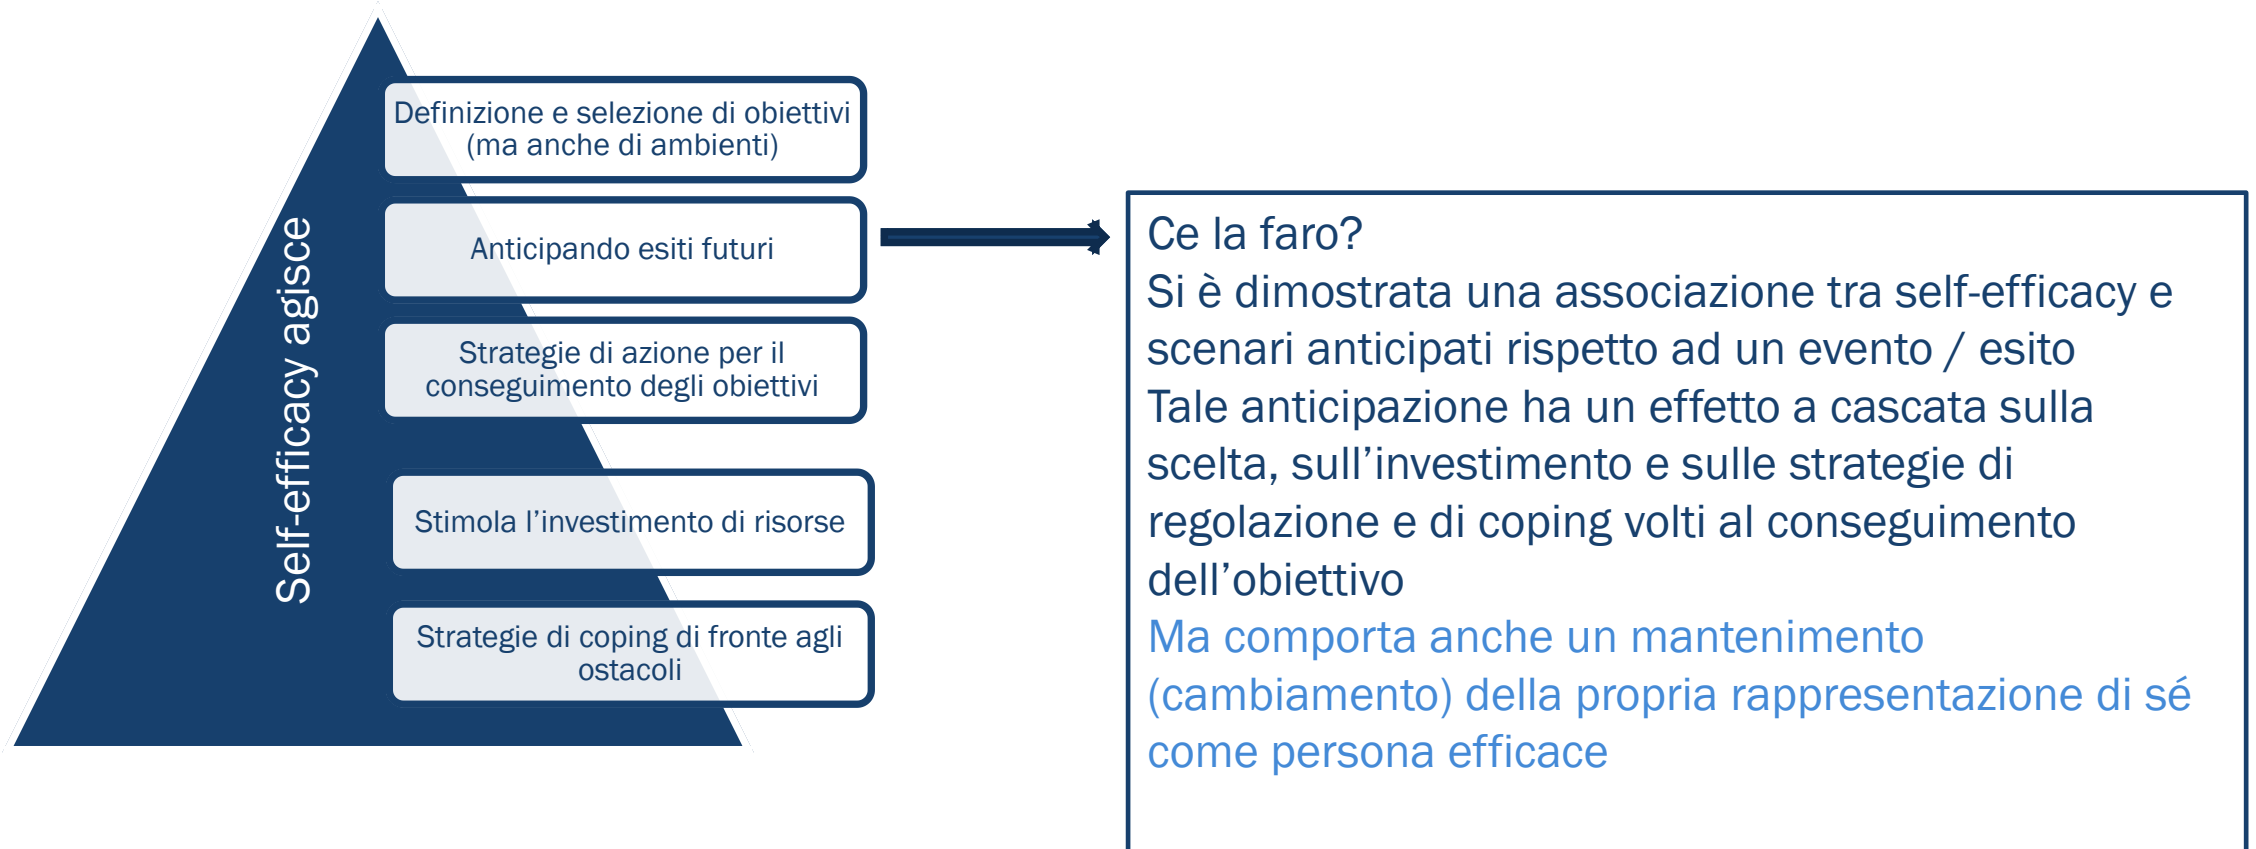 Self-efficacy agisce
Definizione e selezione di obiettivi
(ma anche di ambienti)
Anticipando esiti futuri
Strategie di azione per il
conseguimento degli obiettivi
Stimola l’investimento di risorse
Strategie di coping di fronte agli
ostacoli
Ce la faro?
Si è dimostrata una associazione tra self-efficacy e
scenari anticipati rispetto ad un evento / esito
Tale anticipazione ha un effetto a cascata sulla
scelta, sull’investimento e sulle strategie di
regolazione e di coping volti al conseguimento
dell’obiettivo
Ma comporta anche un mantenimento
(cambiamento) della propria rappresentazione di sé
come persona efficace